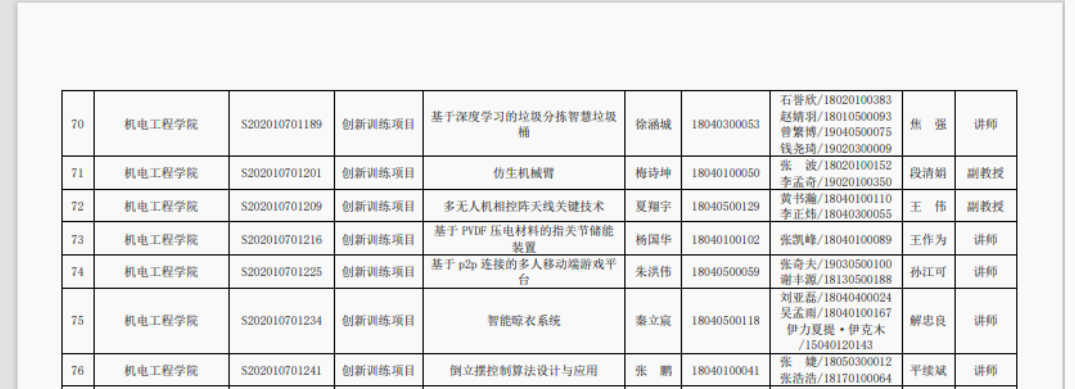 70 机电工程学院 S202010701189 创新训练项目 基于深度学习的垃圾分拣智慧垃圾桶 徐涵城 18040300053 石誉欣/18020100383 赵婧羽/18010500093 曾繁博/19040500075 钱尧琦/19020300009 焦 强 讲师
71 机电工程学院 S202010701201 创新训练项目 仿生机械臂 梅诗坤 18040100050 张 波/18020100152 李孟奇/19020100350 段清娟 副教授
72 机电工程学院 S202010701209 创新训练项目 多无人机相控阵天线关键技术 夏翔宇 18040500129 黄书瀚/18040100110 李正炜/18040300055 王 伟 副教授
73 机电工程学院 S202010701216 创新训练项目 基于 PVDF 压电材料的指关节储能装置 杨国华 18040100102 张凯峰/18040100089 王作为 讲师
74 机电工程学院 S202010701225 创新训练项目 基于 p2p 连接的多人移动端游戏平台 朱洪伟 18040500059 张奇夫/19030500100 谢丰源/18130500188 孙江可 讲师
75 机电工程学院 S202010701234 创新训练项目 智能晾衣系统 秦立宸 18040500118 刘亚磊/18040400024 吴孟雨/18040100167 伊力夏提·伊克木/15040120143 解忠良 讲师
76 机电工程学院 S202010701241 创新训练项目 倒立摆控制算法设计与应用 张 鹏 18040100041 张 婕/18050300012 张浩浩/18170100064 平续斌 讲师